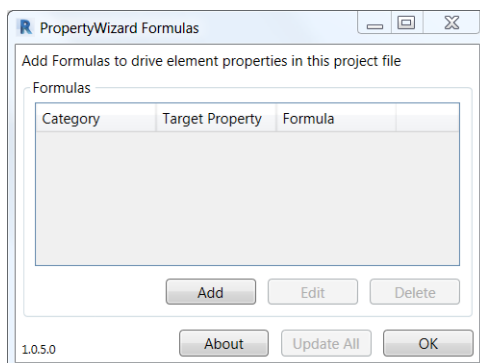 R PropertyWizard Formulas
Add Formulas to drive element properties in this project file
Formulas
Category Target Property Formula
Add Edit Delete
1.0.5.0 About Update All OK